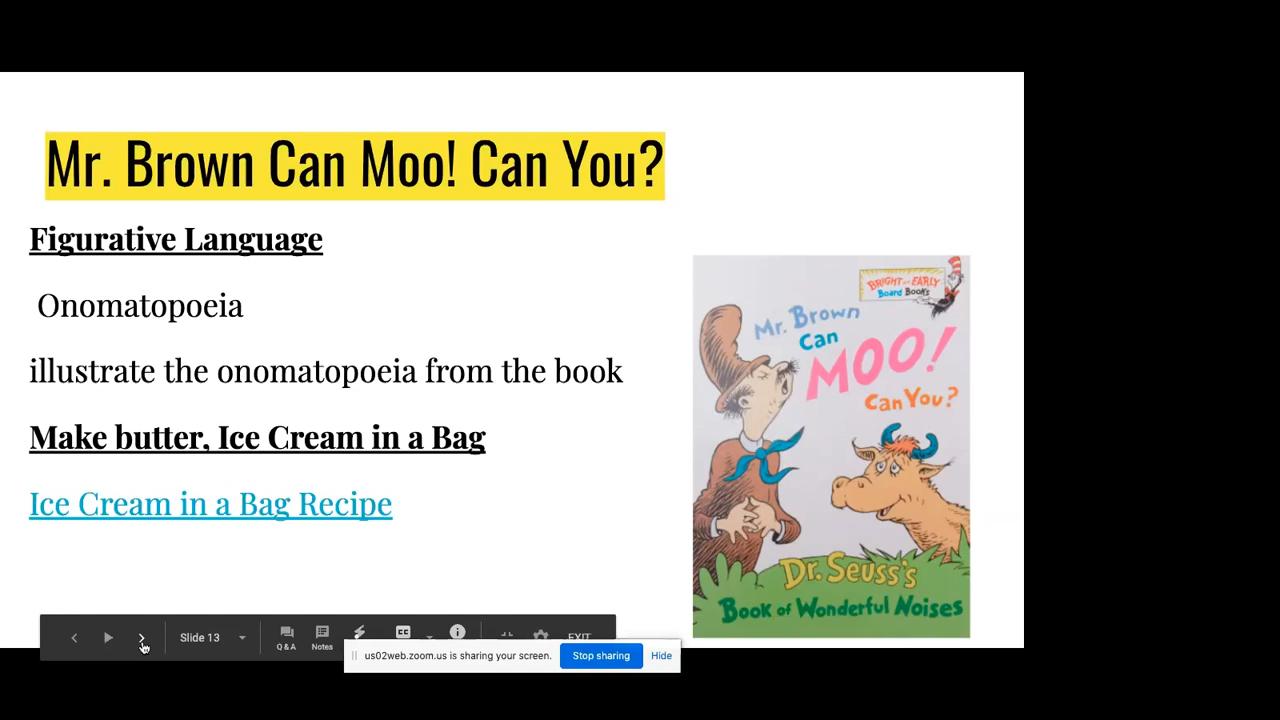 Mr. Brown Can Moo! Can You?
Figurative Language
Onomatopoeia
illustrate the onomatopoeia from the book
Make butter, Ice Cream in a Bag
Ice Cream in a Bag Recipe
BRIGHT and EARLY
Board Books
Mr. Brown
Can
MOO!
Can You?
Dr. Seuss's
Book of Wonderful Noises
Slide 13
Q & A
Notes
CC
EXIT
us02web.zoom.us is sharing your screen.
Stop sharing
Hide